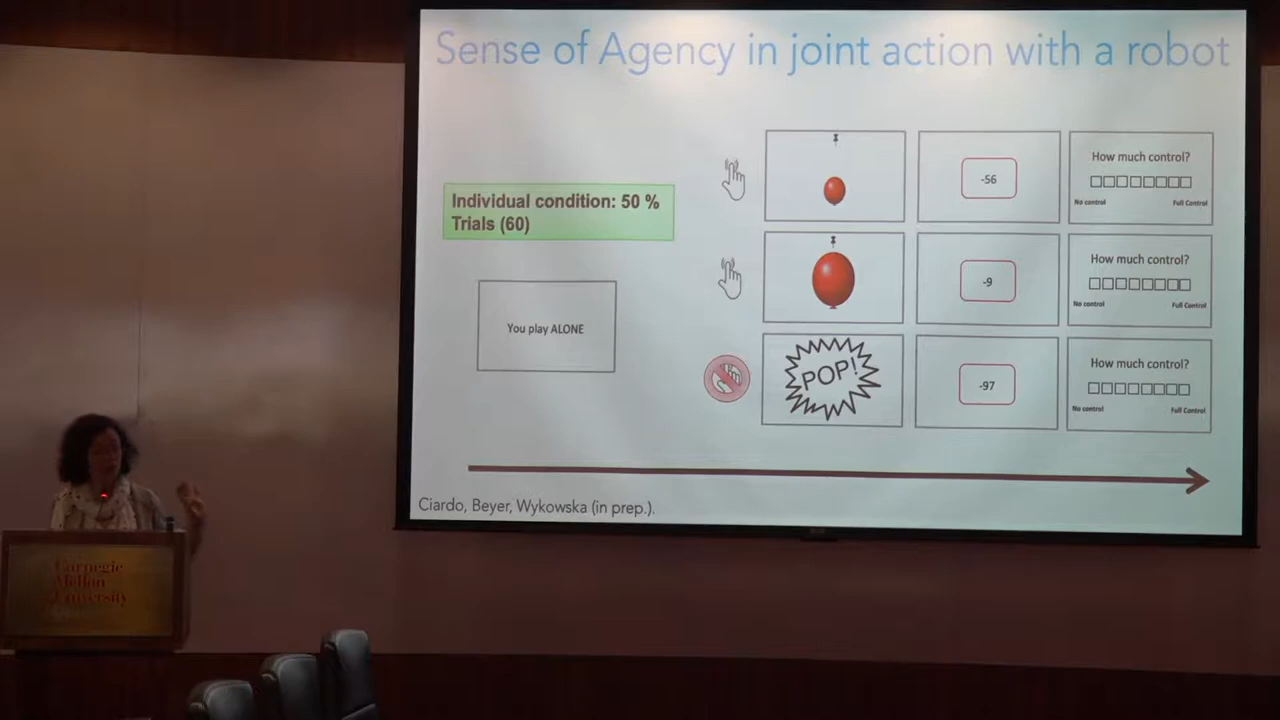 Sense of Agency in joint action with a robot
Individual condition: 50 %
Trials (60)
You play ALONE
-56
How much control?
No control
Full Control
-9
How much control?
No control
Full Control
POP!
-97
How much control?
No control
Full Control
Ciardo, Beyer, Wykowska (in prep.).
Carnegie
Mellon
University